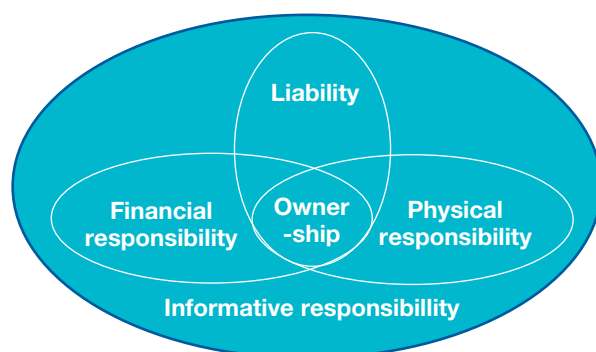 Liability
Financial
responsibility
Owner
-ship
Physical
responsibility
Informative responsibillity